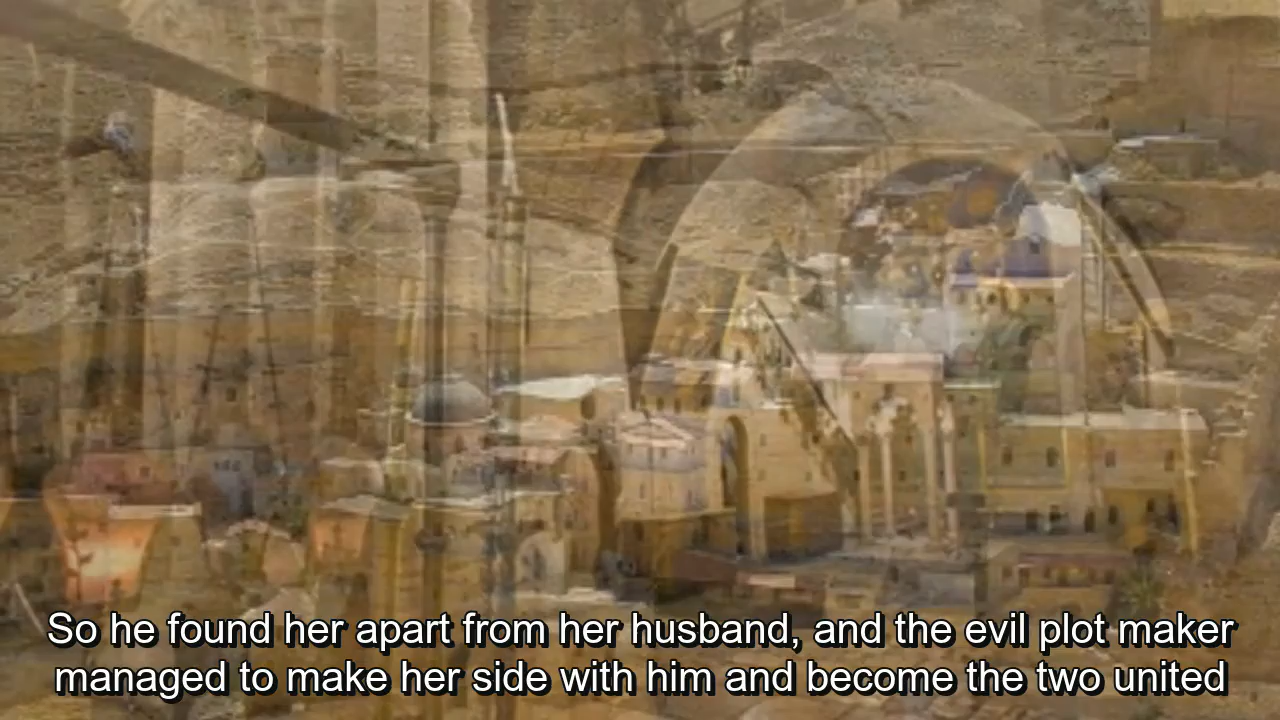 So he found her apart from her husband, and the evil plot maker
managed to make her side with him and become the two united